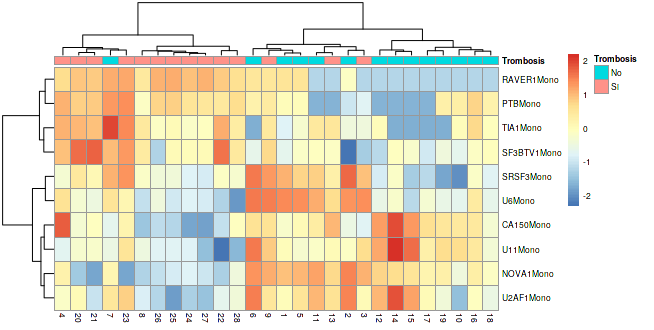 Trombosis
RAVER1Mono
PTBMono
TIA1Mono
SF3BTV1Mono
SRSF3Mono
U6Mono
CA150Mono
U11Mono
NOVA1Mono
U2AF1Mono
4 20 21 7 23 8 26 25 24 27 22 28 6 9 1 5 11 13 2 3 12 14 15 17 19 10 16 18
2
1
0
-1
-2
Trombosis
No
SI